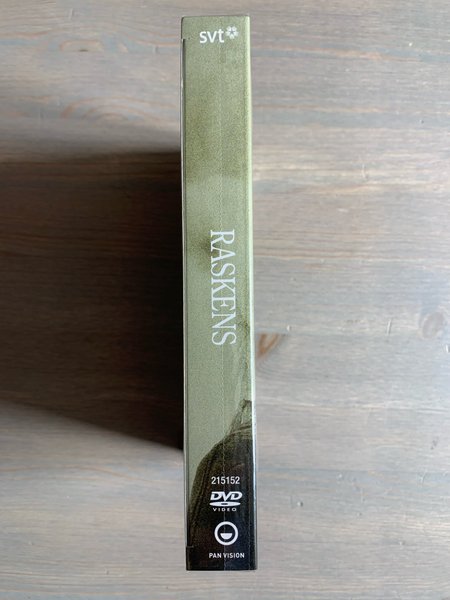 svt
RASKENS
215152
DVD
VIDEO
PAN VISION